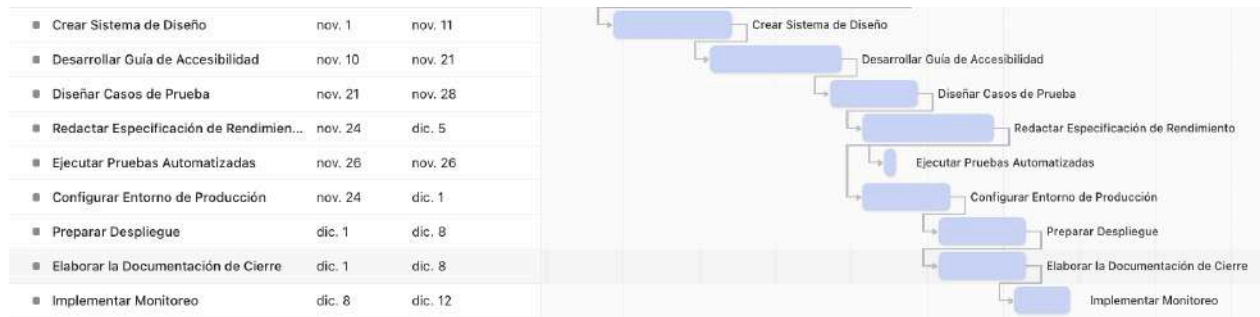 Crear Sistema de Diseño nov. 1 nov. 11 Crear Sistema de Diseño
Desarrollar Guía de Accesibilidad nov. 10 nov. 21 Desarrollar Guía de Accesibilidad
Diseñar Casos de Prueba nov. 21 nov. 28 Diseñar Casos de Prueba
Redactar Especificación de Rendimien... nov. 24 dic. 5 Redactar Especificación de Rendimiento
Ejecutar Pruebas Automatizadas nov. 26 nov. 26 Ejecutar Pruebas Automatizadas
Configurar Entorno de Producción nov. 24 dic. 1 Configurar Entorno de Producción
Preparar Despliegue dic. 1 dic. 8 Preparar Despliegue
Elaborar la Documentación de Cierre dic. 1 dic. 8 Elaborar la Documentación de Cierre
Implementar Monitoreo dic. 8 dic. 12 Implementar Monitoreo